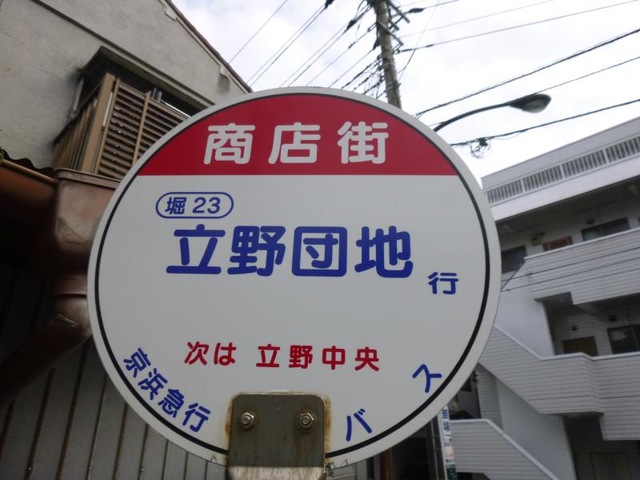 商店街
堀23
立野団地
行
次は 立野中央
京浜急行 バス